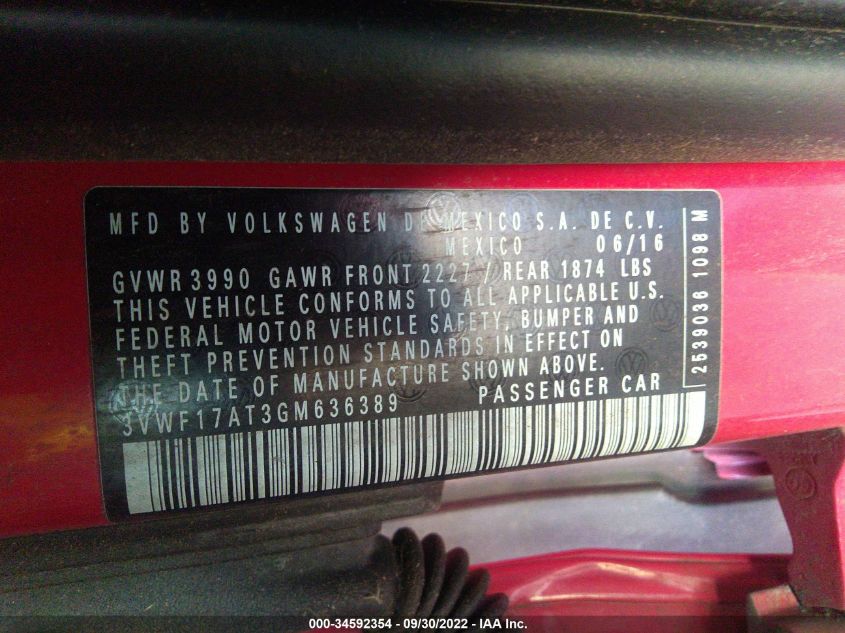 MFD BY VOLKSWAGEN DE MEXICO S.A. DE C.V.
MEXICO 06/16
GVWR 3990 GAWR FRONT 2227 / REAR 1874 LBS
THIS VEHICLE CONFORMS TO ALL APPLICABLE U.S.
FEDERAL MOTOR VEHICLE SAFETY, BUMPER AND
THEFT PREVENTION STANDARDS IN EFFECT ON
THE DATE OF MANUFACTURE SHOWN ABOVE.
3VWF17AT3GM636389 PASSENGER CAR
2539036 1098 M
000-34592354 - 09/30/2022 - IAA Inc.